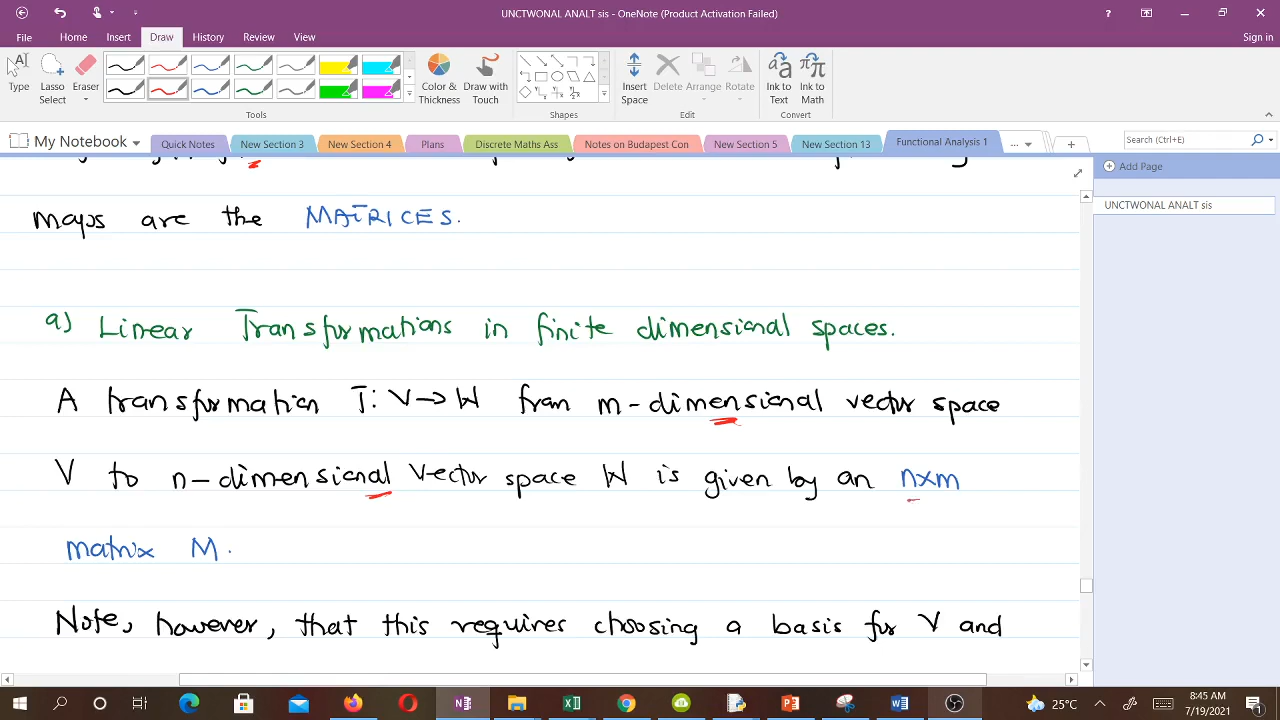 UNCTWONAL ANALT sis - OneNote (Product Activation Failed)
Sign in
File Home Insert Draw History Review View
Type Lasso Select Eraser Color & Thickness Draw with Touch Insert Space Delete Arrange Rotate Ink to Text Ink to Math
Tools Shapes Edit Convert
My Notebook Quick Notes New Section 3 New Section 4 Plans Discrete Maths Ass Notes on Budapest Con New Section 5 New Section 13 Functional Analysis 1 ... Search (Ctrl+E)
Add Page
UNCTWONAL ANALT sis
maps are the MATRICES.
a) Linear Transformations in finite dimensional spaces.
A transformation T: V→W from m-dimensional vector space
V to n-dimensional vector space W is given by an n×m
matrix M.
Note, however, that this requires choosing a basis for V and
25°C
8:45 AM
7/19/2021